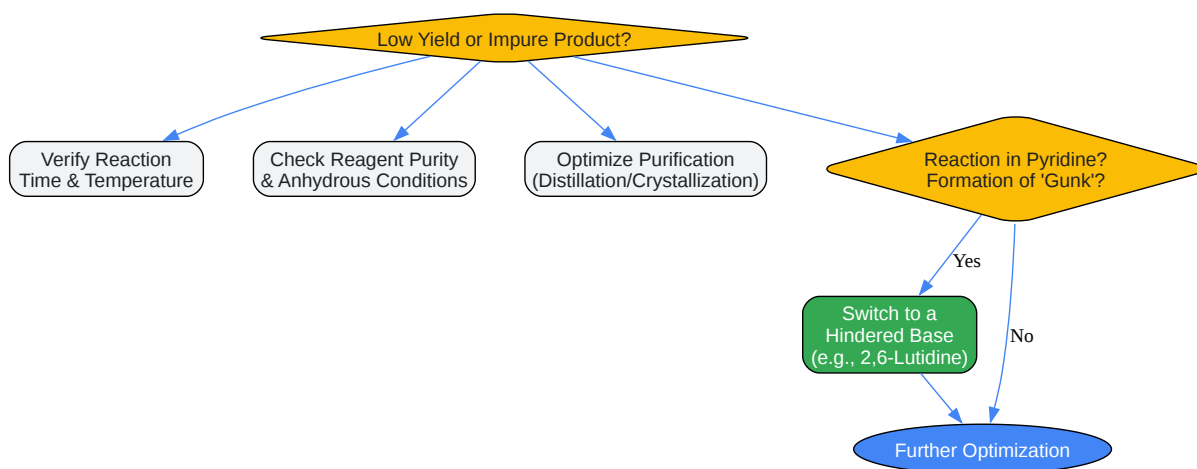 Low Yield or Impure Product?
Verify Reaction
Time & Temperature
Check Reagent Purity
& Anhydrous Conditions
Optimize Purification
(Distillation/Crystallization)
Reaction in Pyridine?
Formation of 'Gunk'?
Yes
Switch to a
Hindered Base
(e.g., 2,6-Lutidine)
No
Further Optimization